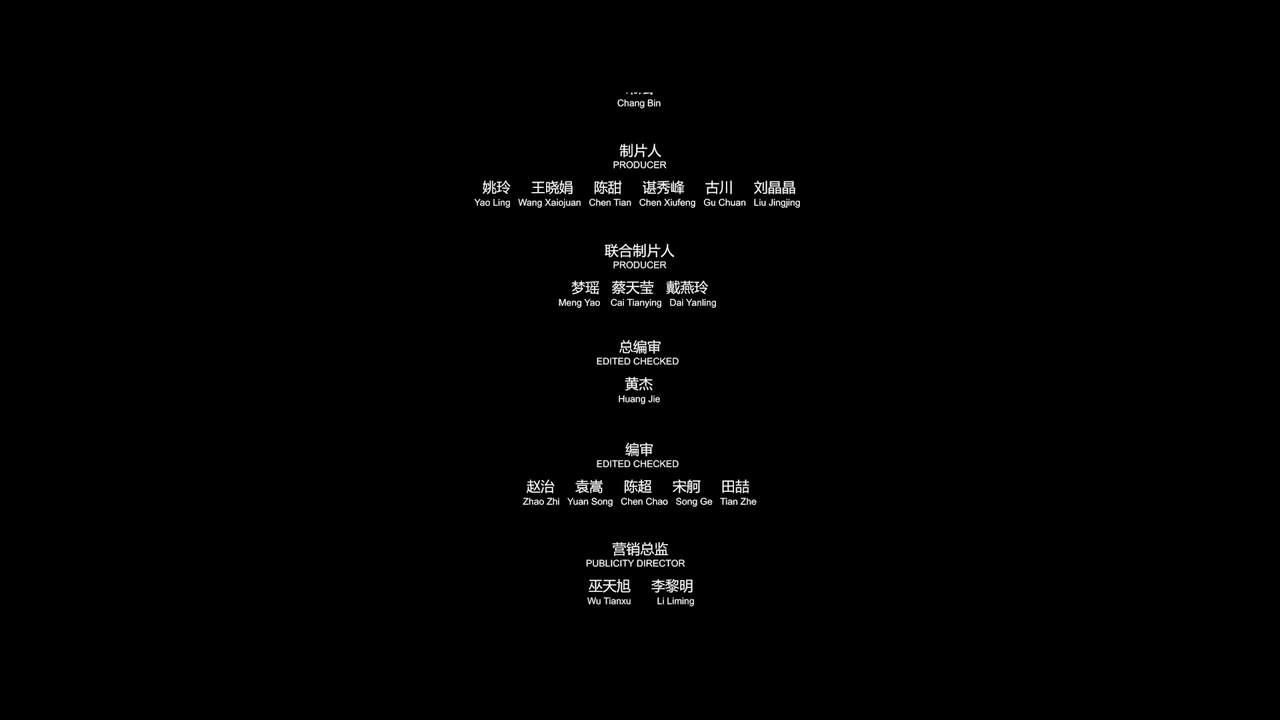 Chang Bin
制片人
PRODUCER
姚玲 王晓娟 陈甜 谌秀峰 古川 刘晶晶
Yao Ling Wang Xaiojuan Chen Tian Chen Xiufeng Gu Chuan Liu Jingjing
联合制片人
PRODUCER
梦瑶 蔡天莹 戴燕玲
Meng Yao Cai Tianying Dai Yanling
总编审
EDITED CHECKED
黄杰
Huang Jie
编审
EDITED CHECKED
赵治 袁嵩 陈超 宋舸 田喆
Zhao Zhi Yuan Song Chen Chao Song Ge Tian Zhe
营销总监
PUBLICITY DIRECTOR
巫天旭 李黎明
Wu Tianxu Li Liming